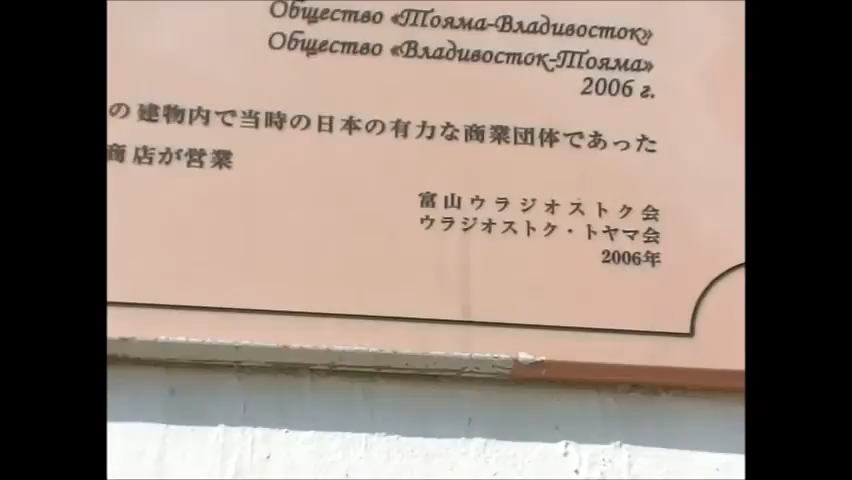 Общество «Тояма-Владивосток»
Общество «Владивосток-Тояма»
2006 г.
の建物内で当時の日本の有力な商業団体であった
商店が営業
富山ウラジオストク会
ウラジオストク・トヤマ会
2006年